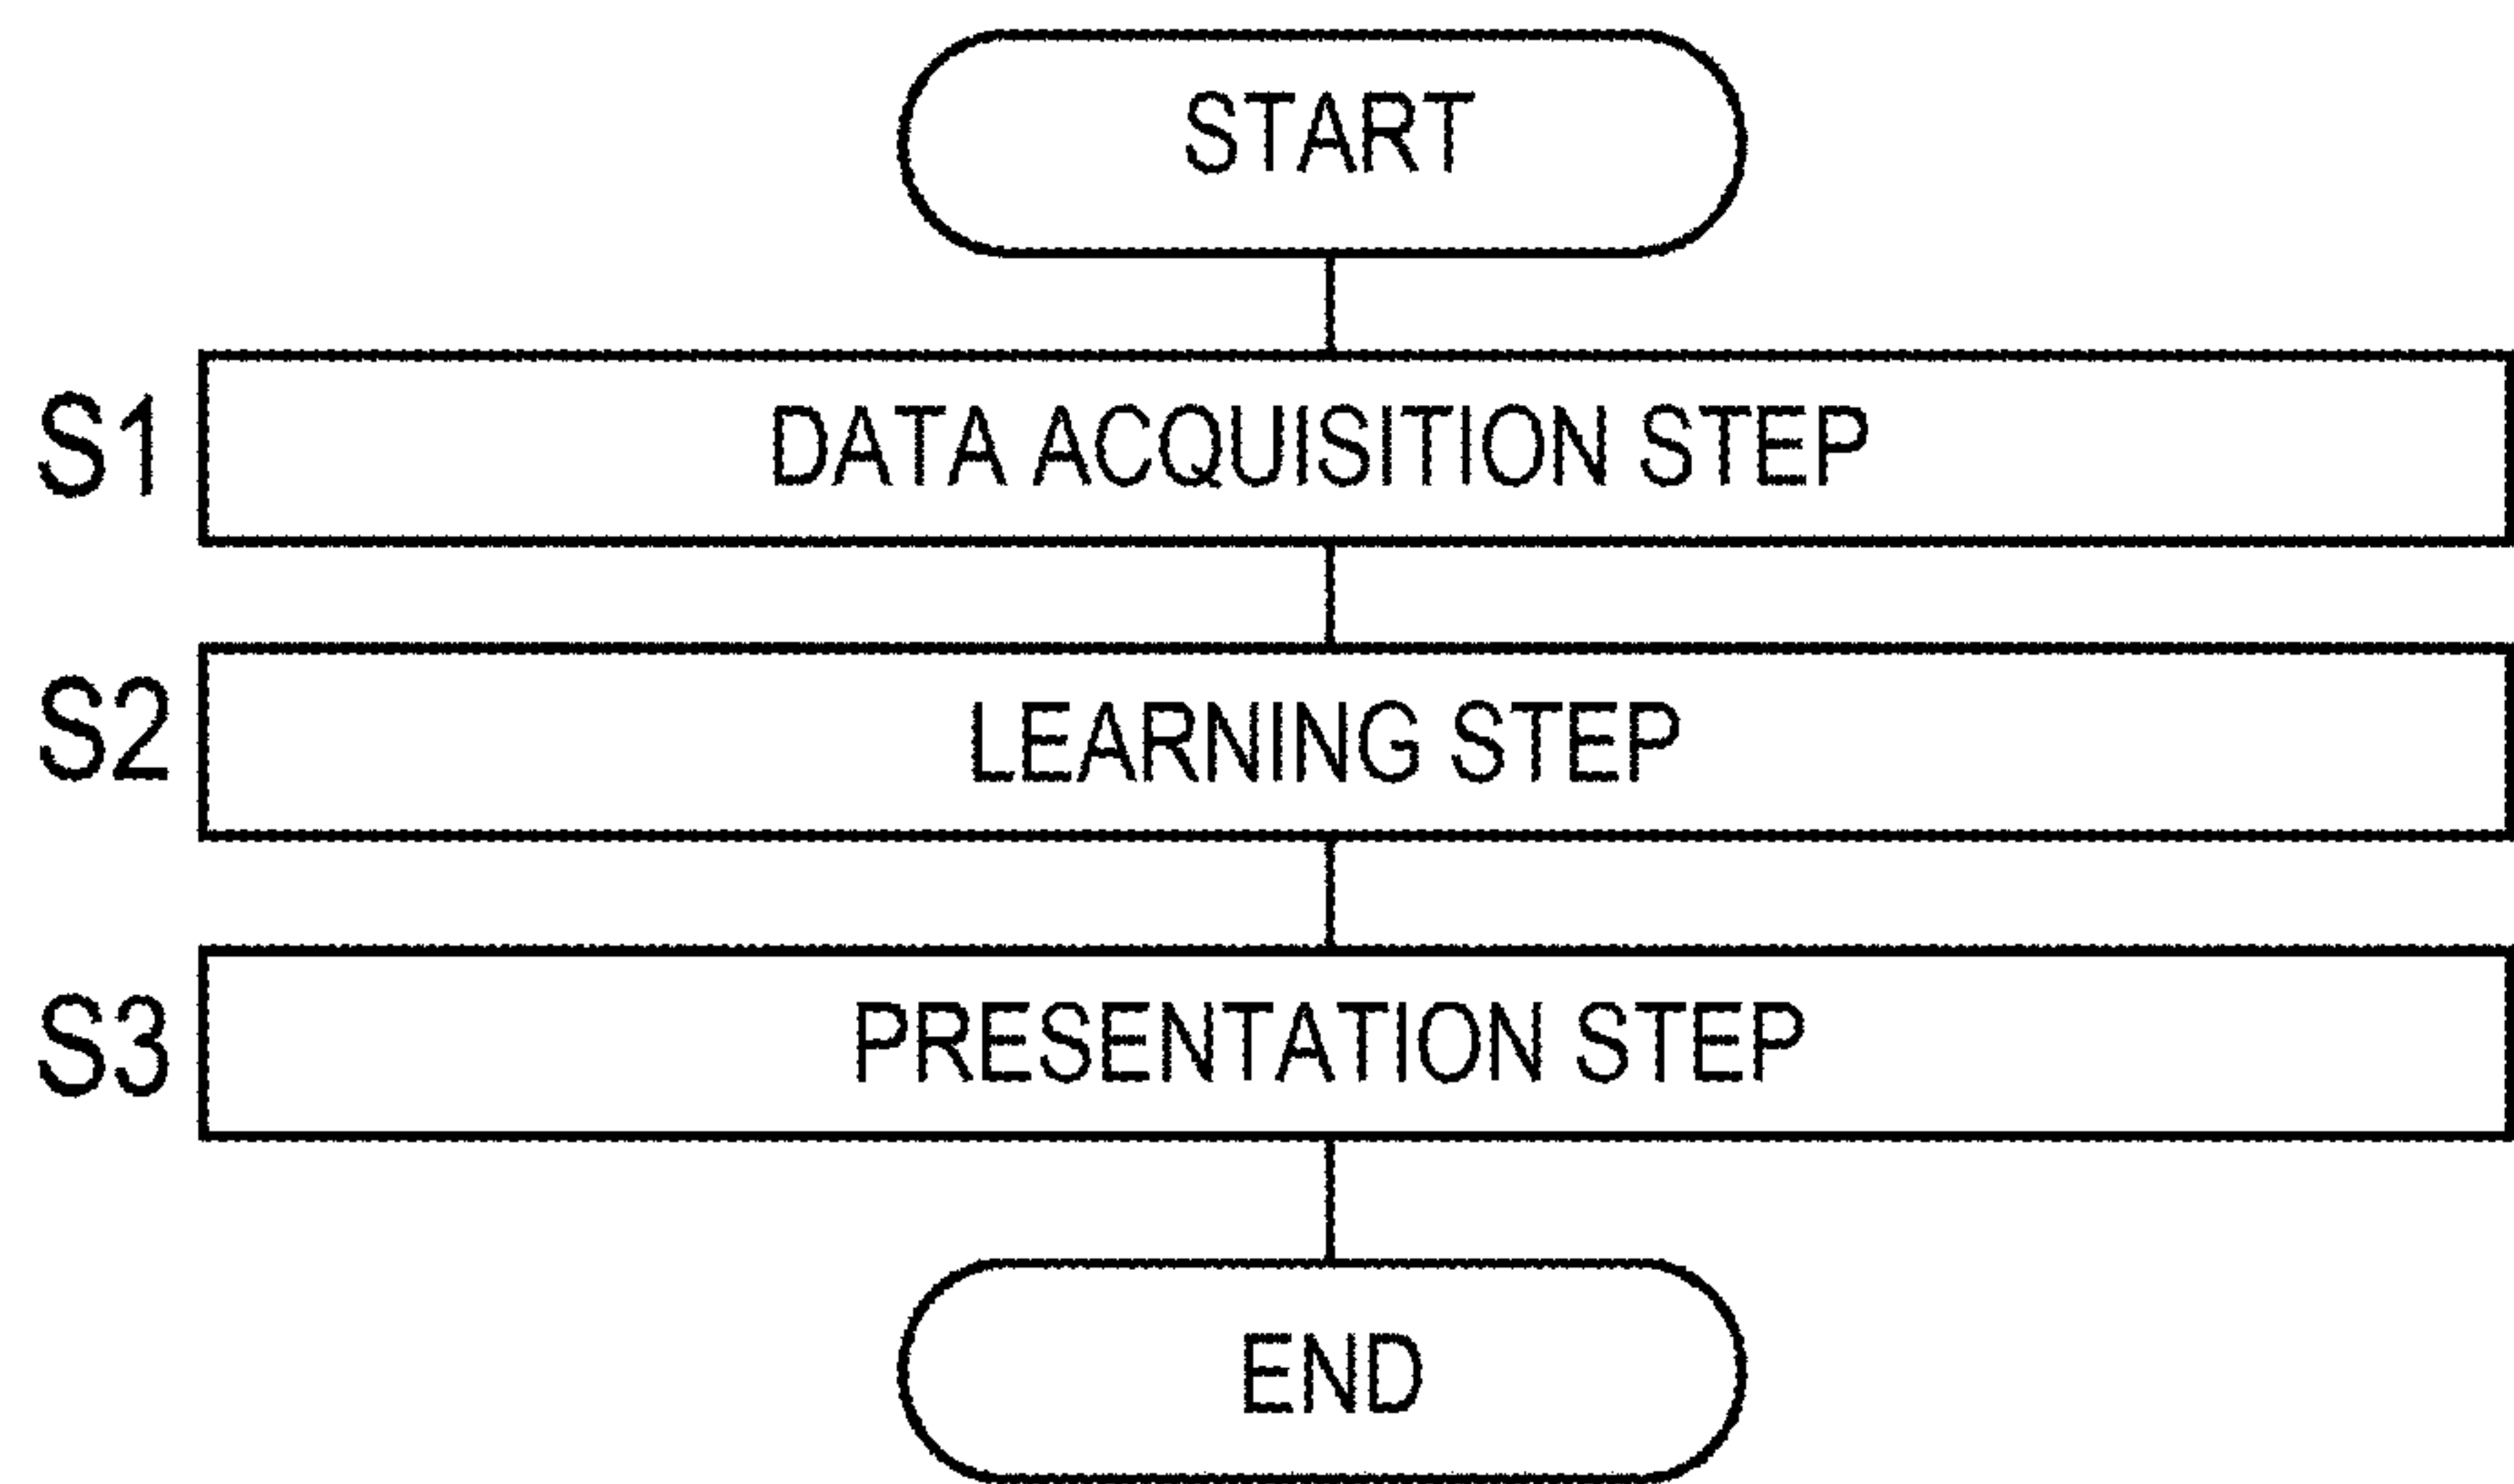 START
S1 DATA ACQUISITION STEP
S2 LEARNING STEP
S3 PRESENTATION STEP
END